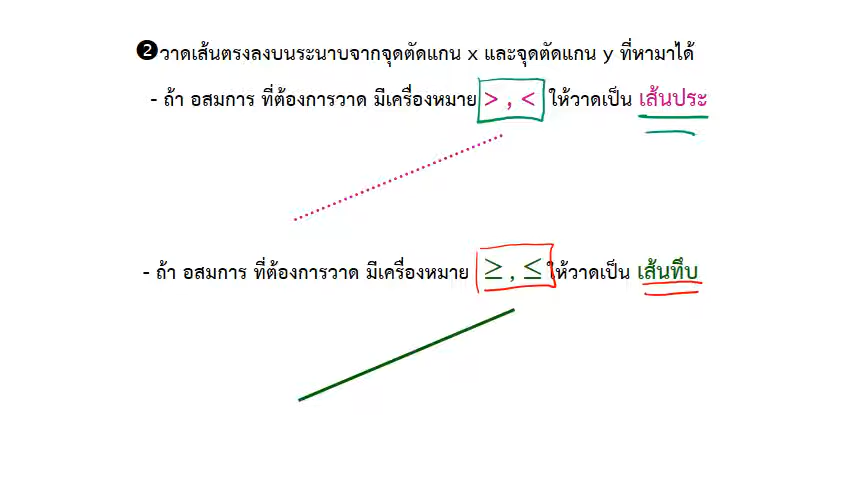 ❷วาดเส้นตรงลงบนระนาบจากจุดตัดแกน x และจุดตัดแกน y ที่หามาได้
- ถ้า อสมการ ที่ต้องการวาด มีเครื่องหมาย > , < ให้วาดเป็น เส้นประ
- ถ้า อสมการ ที่ต้องการวาด มีเครื่องหมาย ≥ , ≤ ให้วาดเป็น เส้นทึบ